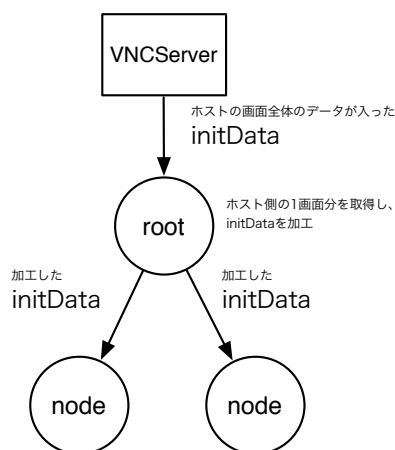 VNCServer
ホストの画面全体のデータが入った
initData
root
ホスト側の1画面分を取得し、
initDataを加工
加工した
initData
加工した
initData
node
node